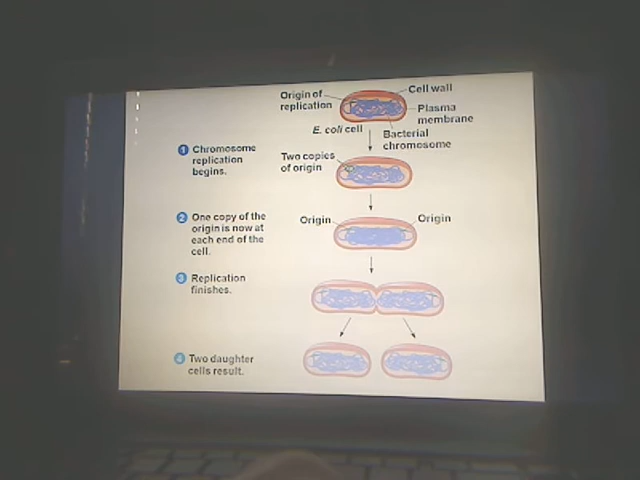 Origin of
replication
Cell wall
Plasma
membrane
E. coli cell
Bacterial
chromosome
1 Chromosome
replication
begins.
Two copies
of origin
2 One copy of the
origin is now at
each end of the
cell.
Origin
Origin
3 Replication
finishes.
4 Two daughter
cells result.